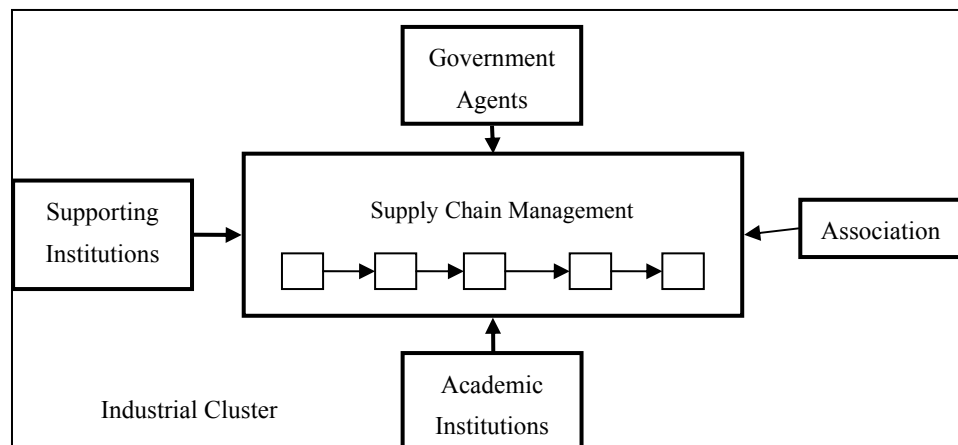 Government
Agents
Supporting
Institutions
Supply Chain Management
Association
Academic
Institutions
Industrial Cluster